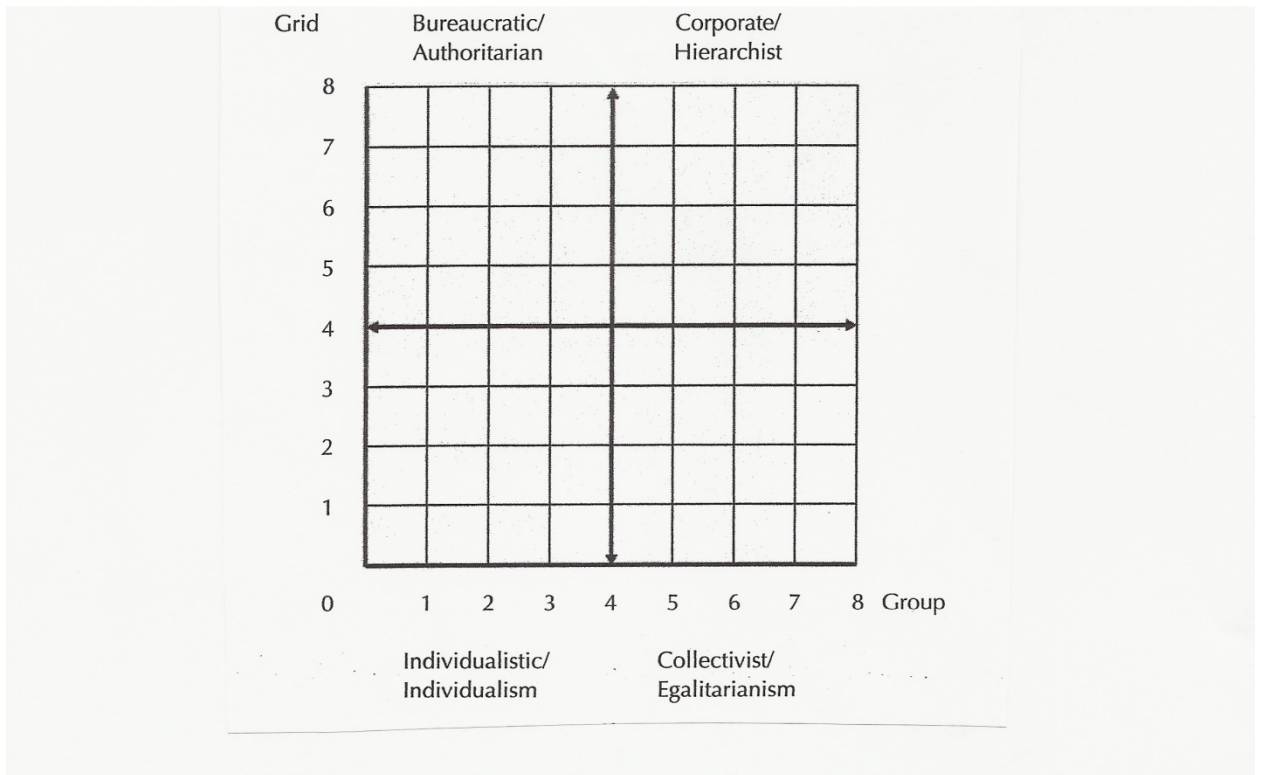 Grid
Bureaucratic/
Authoritarian
Corporate/
Hierarchist
8
7
6
5
4
3
2
1
0 1 2 3 4 5 6 7 8 Group
Individualistic/
Individualism
Collectivist/
Egalitarianism